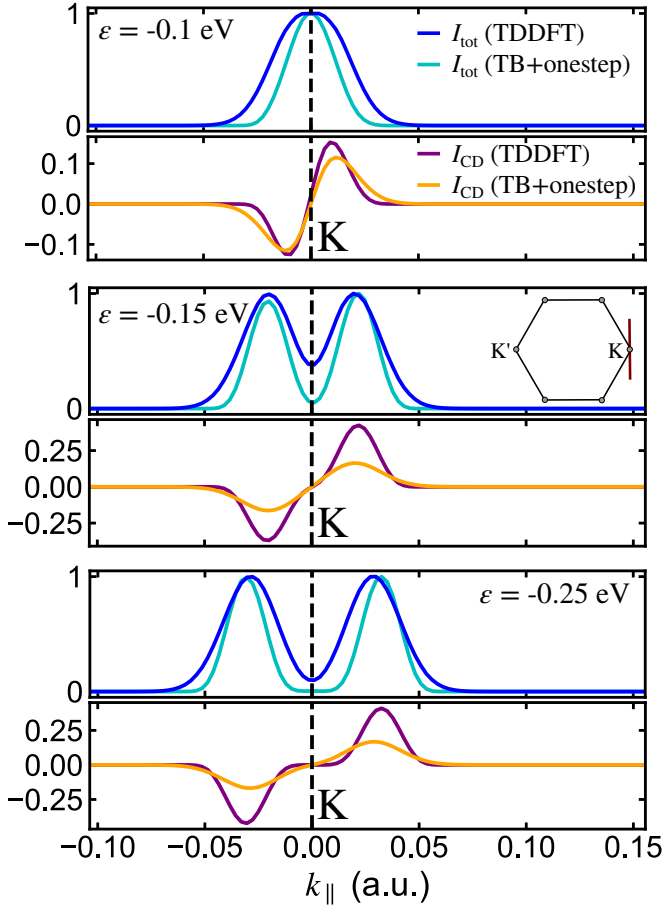 ε = -0.1 eV
I_tot (TDDFT)
I_tot (TB+onestep)
1
0
I_CD (TDDFT)
I_CD (TB+onestep)
0.1
0.0
−0.1
K
ε = -0.15 eV
1
0
K'
K
0.25
0.00
−0.25
K
ε = -0.25 eV
1
0
0.25
0.00
−0.25
K
−0.10 −0.05 0.00 0.05 0.10 0.15
k_∥ (a.u.)